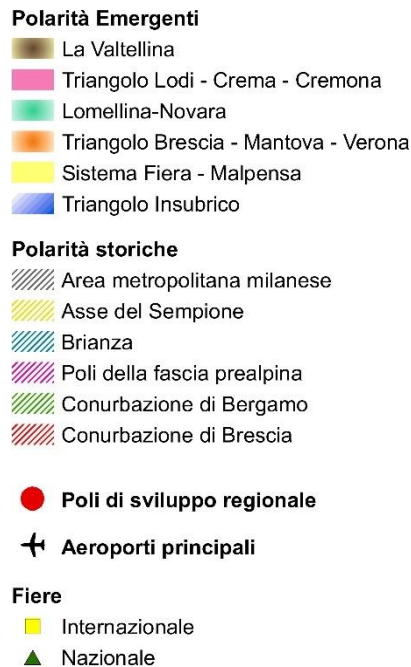 Polarità Emergenti
La Valtellina
Triangolo Lodi - Crema - Cremona
Lomellina-Novara
Triangolo Brescia - Mantova - Verona
Sistema Fiera - Malpensa
Triangolo Insubrico
Polarità storiche
Area metropolitana milanese
Asse del Sempione
Brianza
Poli della fascia prealpina
Conurbazione di Bergamo
Conurbazione di Brescia
Poli di sviluppo regionale
Aeroporti principali
Fiere
Internazionale
Nazionale